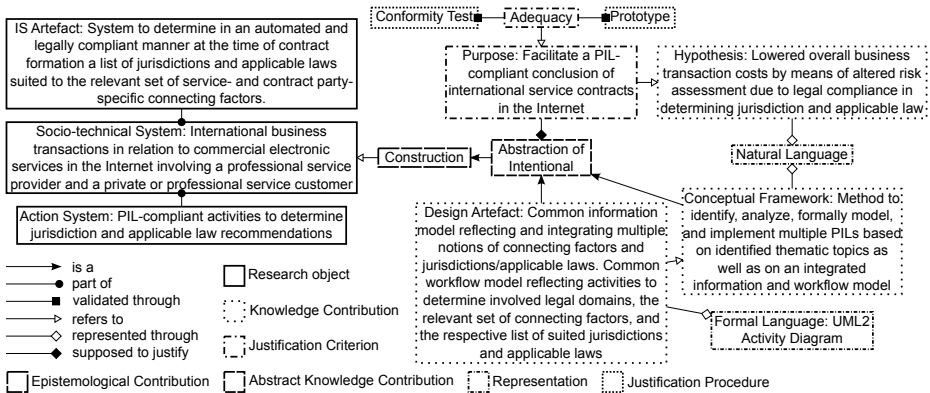 IS Artefact: System to determine in an automated and
legally compliant manner at the time of contract
formation a list of jurisdictions and applicable laws
suited to the relevant set of service- and contract party-
specific connecting factors.
Socio-technical System: International business
transactions in relation to commercial electronic
services in the Internet involving a professional service
provider and a private or professional service customer
Action System: PIL-compliant activities to determine
jurisdiction and applicable law recommendations
Conformity Test
Adequacy
Prototype
Purpose: Facilitate a PIL-
compliant conclusion of
international service contracts
in the Internet
Hypothesis: Lowered overall business
transaction costs by means of altered risk
assessment due to legal compliance in
determining jurisdiction and applicable law
Construction
Abstraction of
Intentional
Natural Language
Design Artefact: Common information
model reflecting and integrating multiple
notions of connecting factors and
jurisdictions/applicable laws. Common
workflow model reflecting activities to
determine involved legal domains, the
relevant set of connecting factors, and
the respective list of suited jurisdictions
and applicable laws
Conceptual Framework: Method to
identify, analyze, formally model,
and implement multiple PILs based
on identified thematic topics as
well as on an integrated
information and workflow model
Formal Language: UML2
Activity Diagram
is a
part of
validated through
refers to
represented through
supposed to justify
Research object
Knowledge Contribution
Justification Criterion
Epistemological Contribution
Abstract Knowledge Contribution
Representation
Justification Procedure